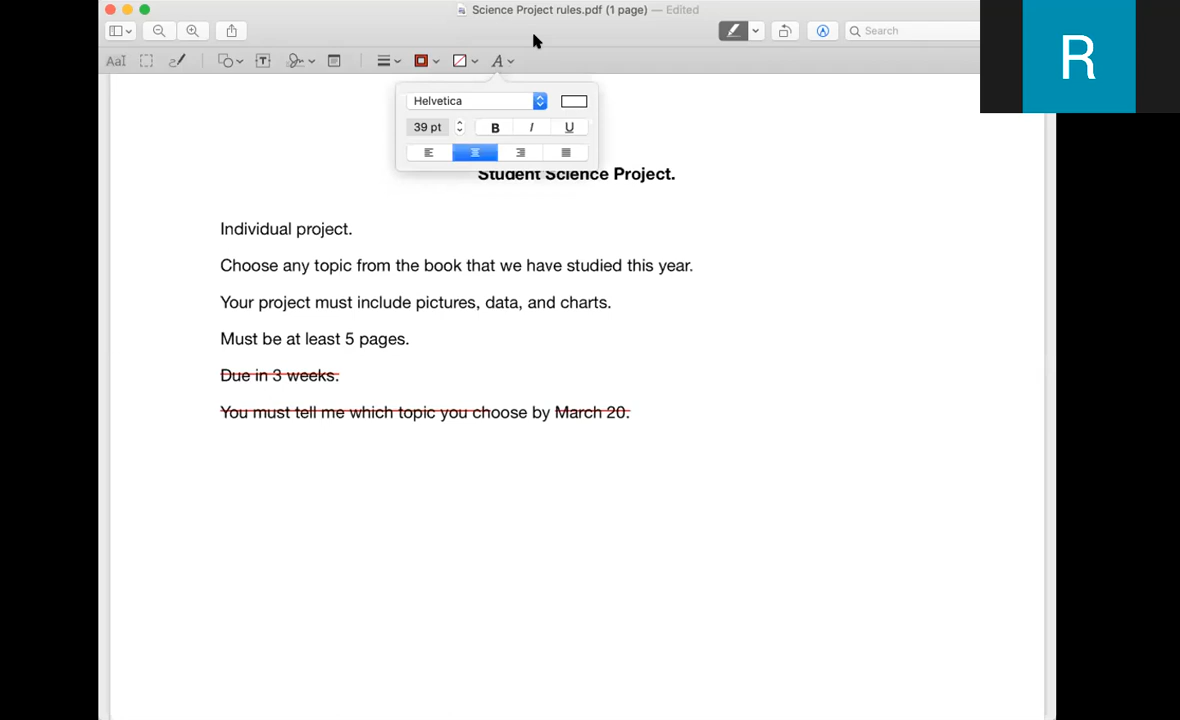 Science Project rules.pdf (1 page) — Edited
Search
AaI
T
A
Helvetica
39 pt
B I U
Student Science Project.
Individual project.
Choose any topic from the book that we have studied this year.
Your project must include pictures, data, and charts.
Must be at least 5 pages.
Due in 3 weeks.
You must tell me which topic you choose by March 20.
R